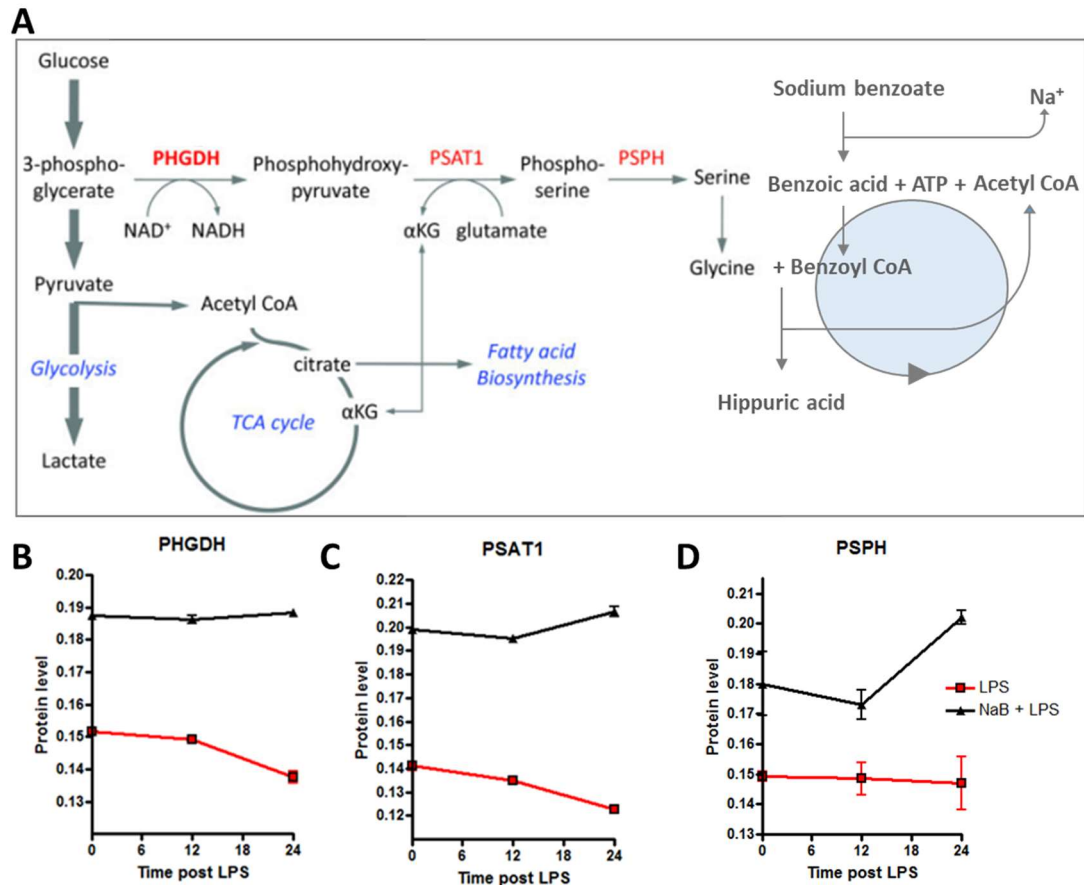 A
Glucose
3-phospho-
glycerate
PHGDH
NAD⁺ NADH
Phosphohydroxy-
pyruvate
PSAT1
αKG glutamate
Phospho-
serine
PSPH
Serine
Glycine
Sodium benzoate
Na⁺
Benzoic acid + ATP + Acetyl CoA
+ Benzoyl CoA
Hippuric acid
Pyruvate
Acetyl CoA
Glycolysis
citrate
Fatty acid
Biosynthesis
TCA cycle
αKG
Lactate
B
PHGDH
Protein level
0.20
0.19
0.18
0.17
0.16
0.15
0.14
0.13
0 6 12 18 24
Time post LPS
C
PSAT1
Protein level
0.22
0.21
0.20
0.19
0.18
0.17
0.16
0.15
0.14
0.13
0.12
0 6 12 18 24
Time post LPS
D
PSPH
Protein level
0.20
0.19
0.18
0.17
0.16
0.15
0.14
0.13
0 6 12 18 24
Time post LPS
LPS
NaB + LPS